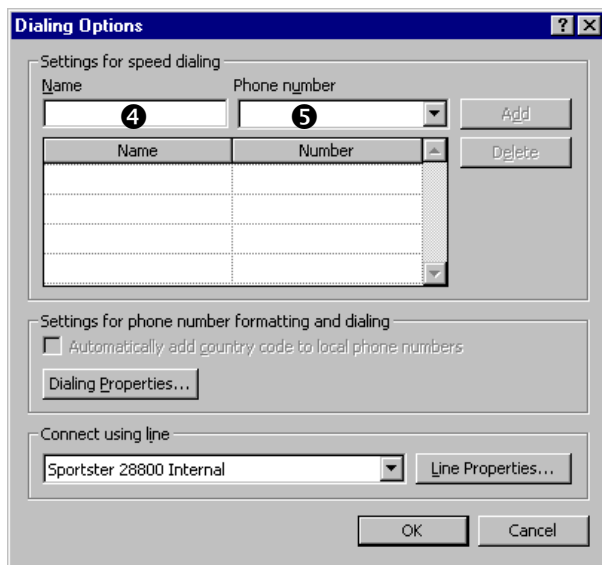 Dialing Options ? ×
Settings for speed dialing
Name Phone number
❹ ❺ Add
Name Number Delete
Settings for phone number formatting and dialing
Automatically add country code to local phone numbers
Dialing Properties...
Connect using line
Sportster 28800 Internal Line Properties...
OK Cancel